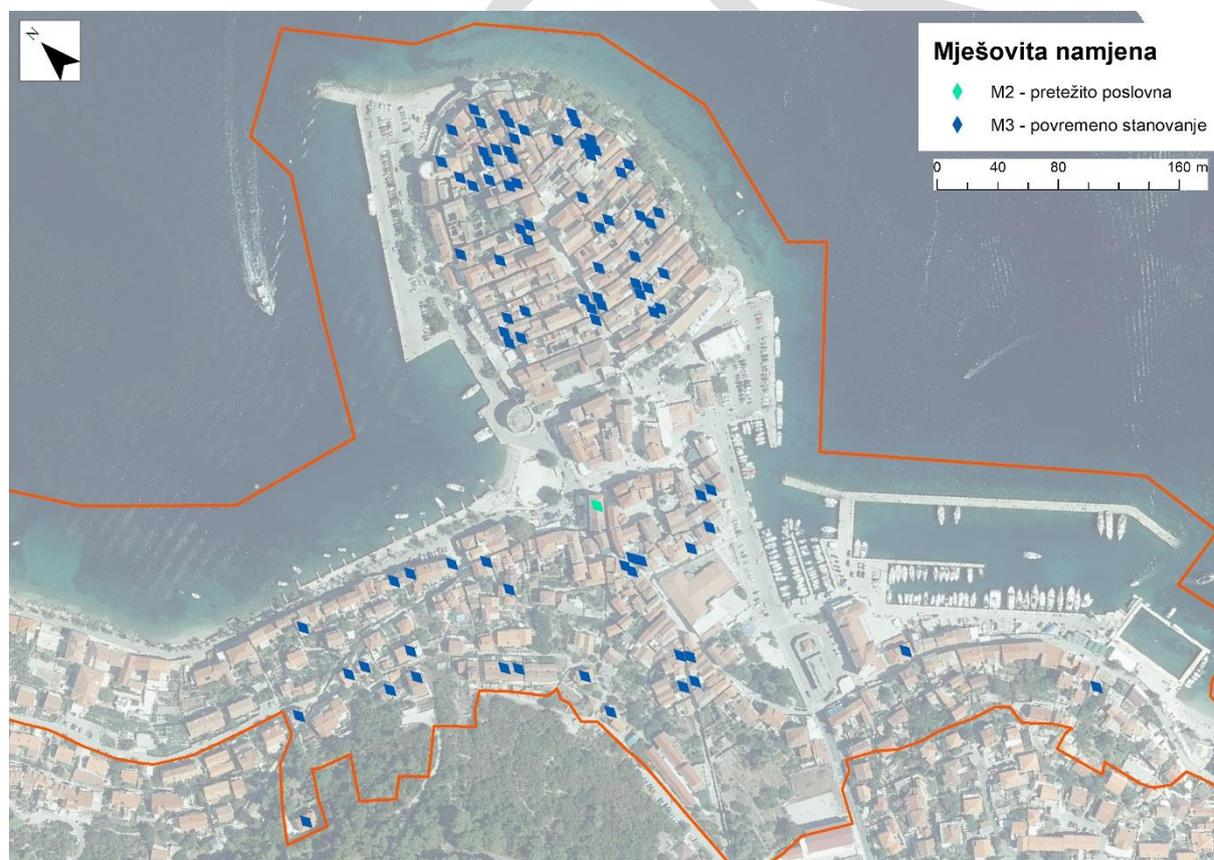 N
Mješovita namjena
M2 - pretežito poslovna
M3 - povremeno stanovanje
0 40 80 160 m